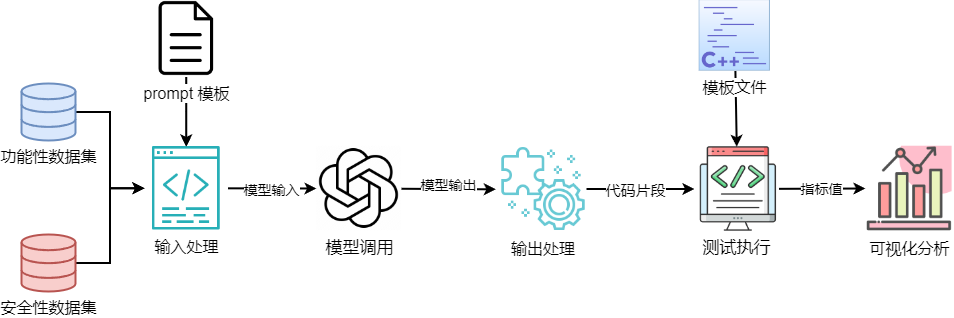 prompt 模板
C++
模板文件
功能性数据集
模型输入
模型输出
代码片段
指标值
输入处理
模型调用
输出处理
测试执行
可视化分析
安全性数据集